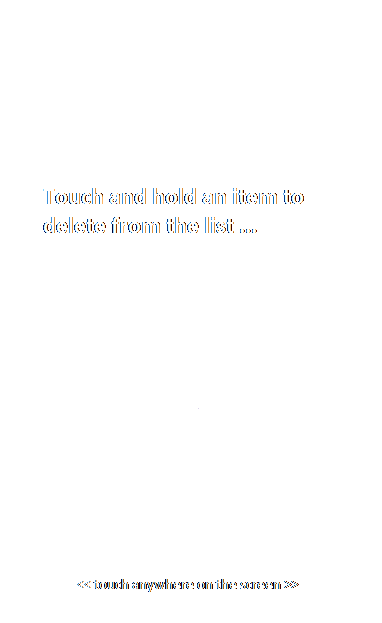 Touch and hold an item to
delete from the list ...
<< touch anywhere on the screen >>